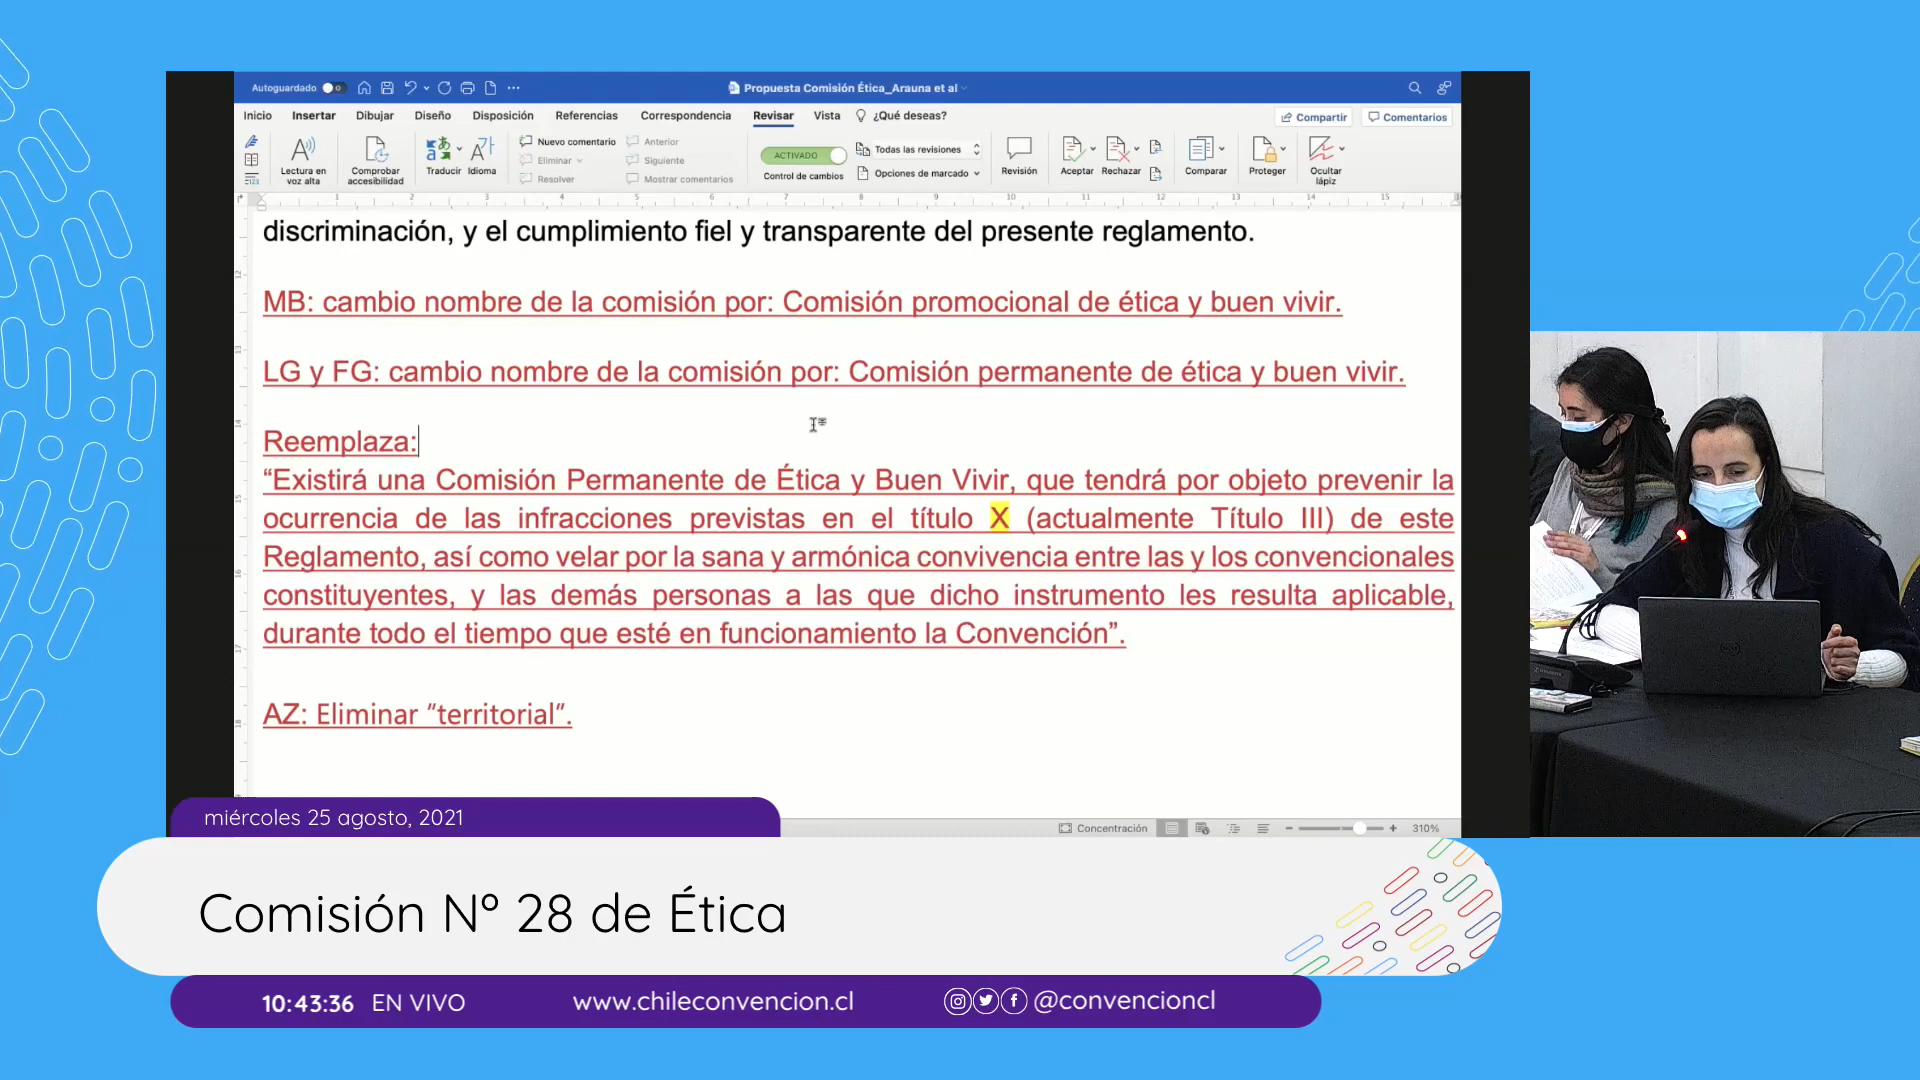 Autoguardado
Propuesta Comisión Ética_Arauna et al
Inicio Insertar Dibujar Diseño Disposición Referencias Correspondencia Revisar Vista ¿Qué deseas? Compartir Comentarios
Lectura en voz alta
Comprobar accesibilidad
Traducir Idioma
Nuevo comentario
Eliminar
Resolver
Anterior
Siguiente
Mostrar comentarios
ACTIVADO
Control de cambios
Todas las revisiones
Opciones de marcado
Revisión
Aceptar Rechazar
Comparar
Proteger
Ocultar lápiz
discriminación, y el cumplimiento fiel y transparente del presente reglamento.
MB: cambio nombre de la comisión por: Comisión promocional de ética y buen vivir.
LG y FG: cambio nombre de la comisión por: Comisión permanente de ética y buen vivir.
Reemplaza:
“Existirá una Comisión Permanente de Ética y Buen Vivir, que tendrá por objeto prevenir la
ocurrencia de las infracciones previstas en el título X (actualmente Título III) de este
Reglamento, así como velar por la sana y armónica convivencia entre las y los convencionales
constituyentes, y las demás personas a las que dicho instrumento les resulta aplicable,
durante todo el tiempo que esté en funcionamiento la Convención”.
AZ: Eliminar “territorial”.
Concentración
310%
miércoles 25 agosto, 2021
Comisión N° 28 de Ética
10:43:36 EN VIVO www.chileconvencion.cl @convencioncl